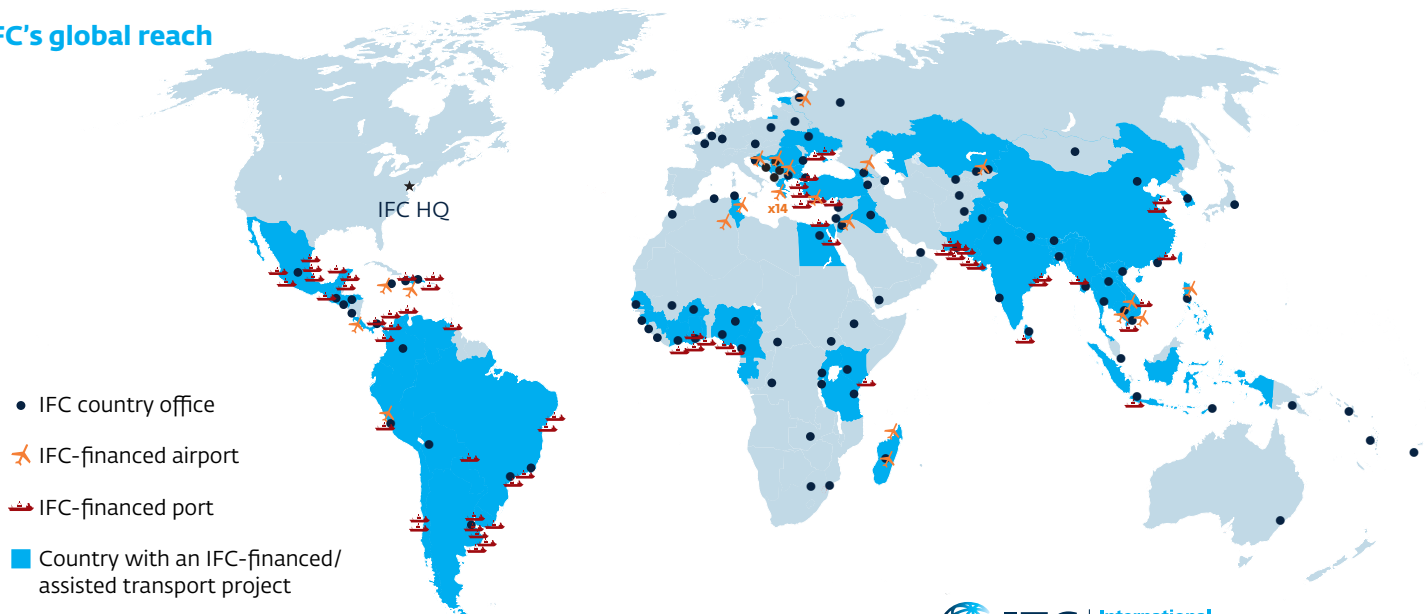 FC's global reach
IFC HQ
x14
IFC country office
IFC-financed airport
IFC-financed port
Country with an IFC-financed/
assisted transport project
IFC
International